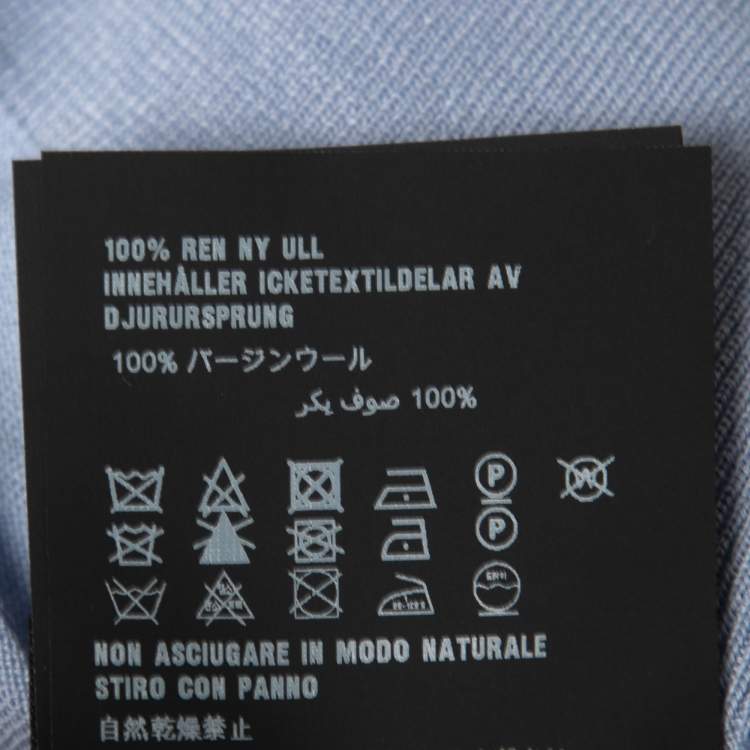 100% REN NY ULL
INNEHÅLLER ICKETEXTILDELAR AV
DJURURSPRUNG
100% バージンウール
100% صوف بكر
P
W
P
NON ASCIUGARE IN MODO NATURALE
STIRO CON PANNO
自然乾燥禁止